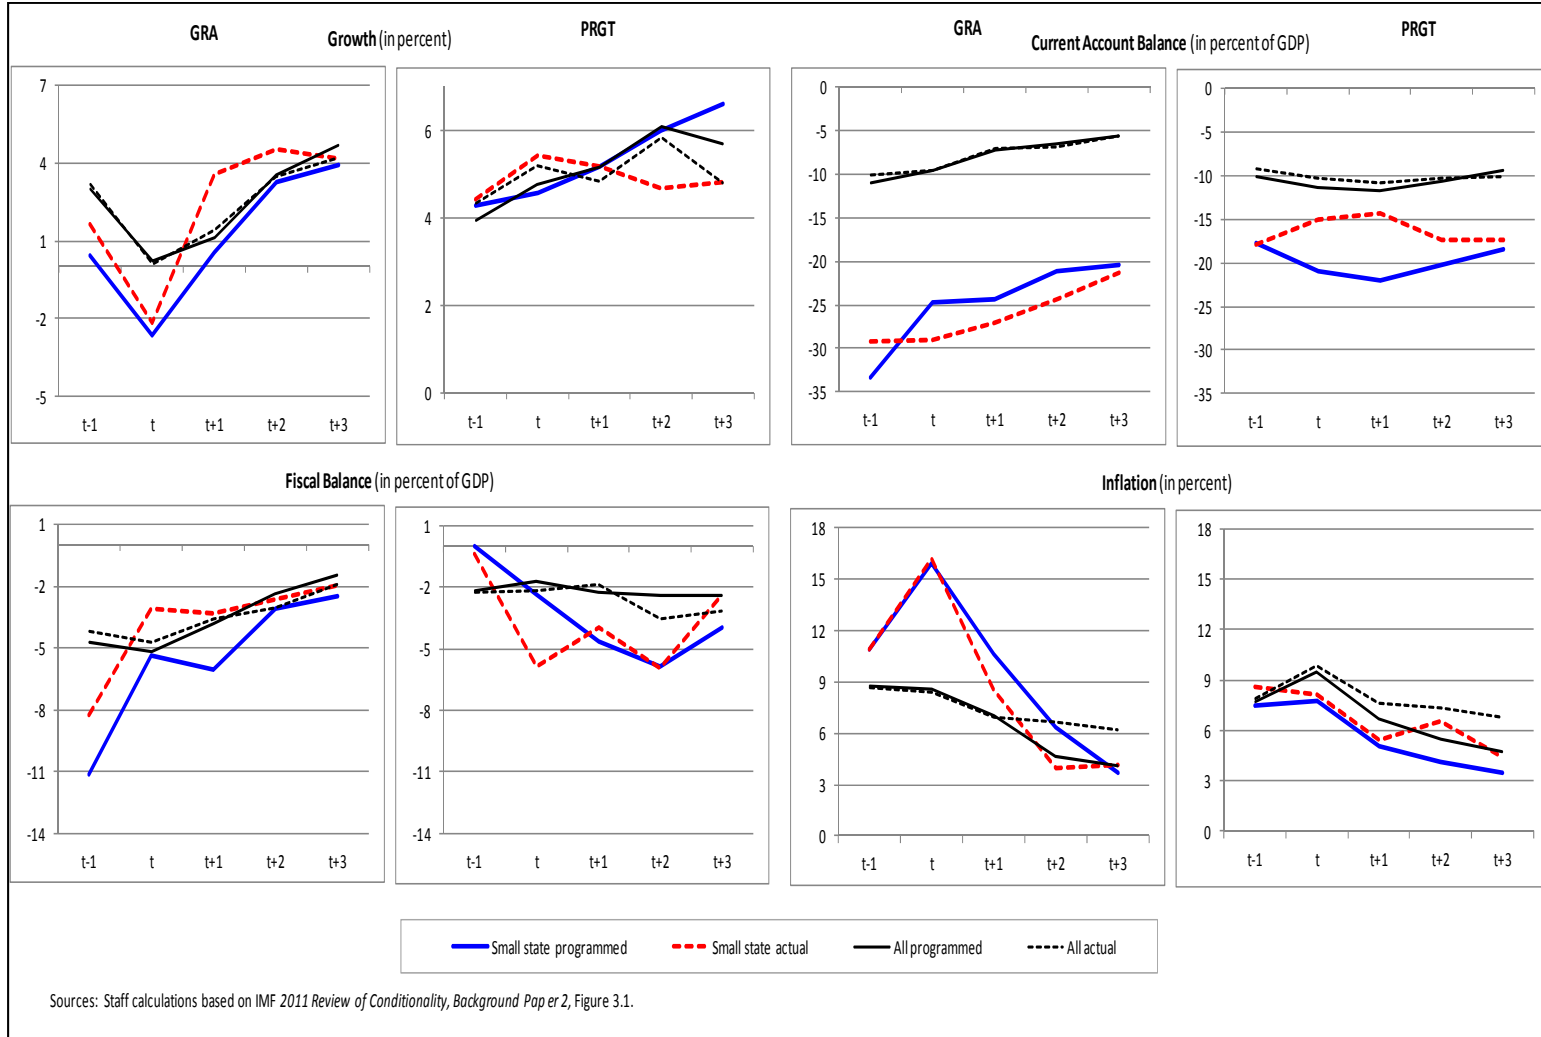 GRA
Growth (in percent)
PRGT
GRA
Current Account Balance (in percent of GDP)
PRGT
7
4
1
-2
-5
t-1 t t+1 t+2 t+3
6
4
2
0
t-1 t t+1 t+2 t+3
0
-5
-10
-15
-20
-25
-30
-35
t-1 t t+1 t+2 t+3
0
-5
-10
-15
-20
-25
-30
-35
t-1 t t+1 t+2 t+3
Fiscal Balance (in percent of GDP)
Inflation (in percent)
1
-2
-5
-8
-11
-14
t-1 t t+1 t+2 t+3
1
-2
-5
-8
-11
-14
t-1 t t+1 t+2 t+3
18
15
12
9
6
3
0
t-1 t t+1 t+2 t+3
18
15
12
9
6
3
0
t-1 t t+1 t+2 t+3
Small state programmed Small state actual All programmed All actual
Sources: Staff calculations based on IMF 2011 Review of Conditionality, Background Paper 2, Figure 3.1.